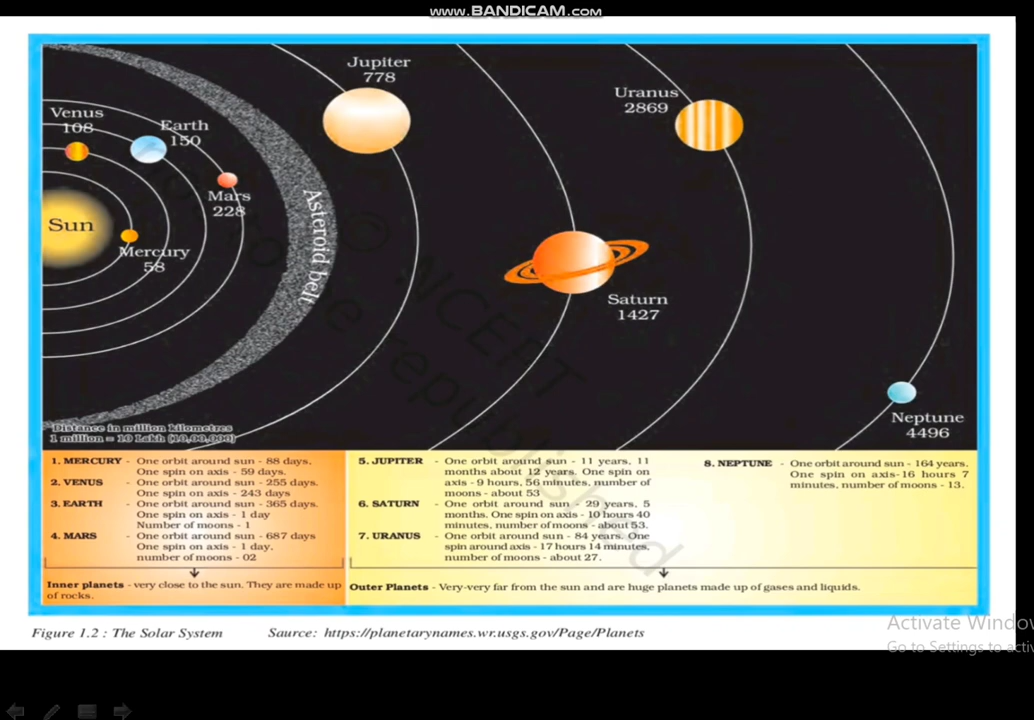 www.BANDICAM.com
Jupiter
778
Uranus
2869
Venus
108
Earth
150
Mars
228
Sun
Asteroid belt
Mercury
58
Saturn
1427
Neptune
4496
© NCERT
not to be republished
Distance in million kilometres
1 million = 10 Lakh (10,00,000)
1. MERCURY - One orbit around sun - 88 days.
One spin on axis - 59 days.
2. VENUS - One orbit around sun - 255 days.
One spin on axis - 243 days
3. EARTH - One orbit around sun - 365 days.
One spin on axis - 1 day
Number of moons - 1
4. MARS - One orbit around sun - 687 days
One spin on axis - 1 day,
number of moons - 02
5. JUPITER - One orbit around sun - 11 years, 11
months about 12 years. One spin on
axis - 9 hours, 56 minutes, number of
moons - about 53
6. SATURN - One orbit around sun - 29 years, 5
months. One spin on axis - 10 hours 40
minutes, number of moons - about 53.
7. URANUS - One orbit around sun - 84 years. One
spin around axis - 17 hours 14 minutes,
number of moons - about 27.
8. NEPTUNE - One orbit around sun - 164 years.
One spin on axis-16 hours 7
minutes, number of moons - 13.
Inner planets - very close to the sun. They are made up
of rocks.
Outer Planets - Very-very far from the sun and are huge planets made up of gases and liquids.
Figure 1.2 : The Solar System Saurce: https://planetarynames.wr.usgs.gov/Page/Planets
Activate Window
Go to Settings to activ